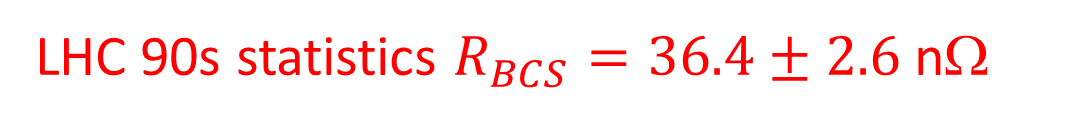 LHC 90s statistics R_BCS = 36.4 ± 2.6 nΩ